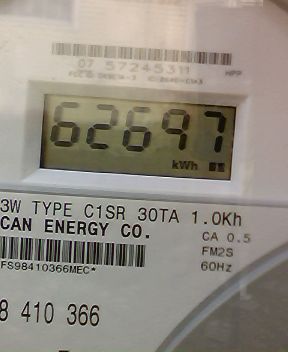 07 57245311
HPP
62697
kWh
3W TYPE C1SR 30TA 1.0Kh
CAN ENERGY CO.
CA 0.5
FM2S
60Hz
FS98410366MEC*
8 410 366